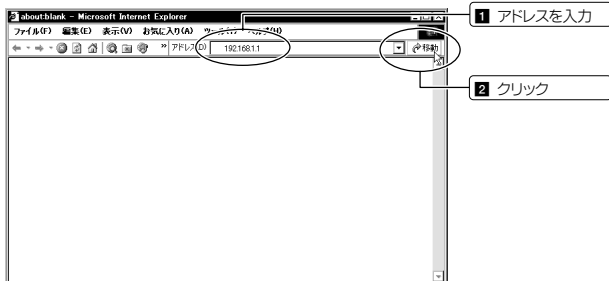 about:blank - Microsoft Internet Explorer
1 アドレスを入力
ファイル(F) 編集(E) 表示(V) お気に入り(A)
アドレス(D) 192.168.1.1 移動
2 クリック